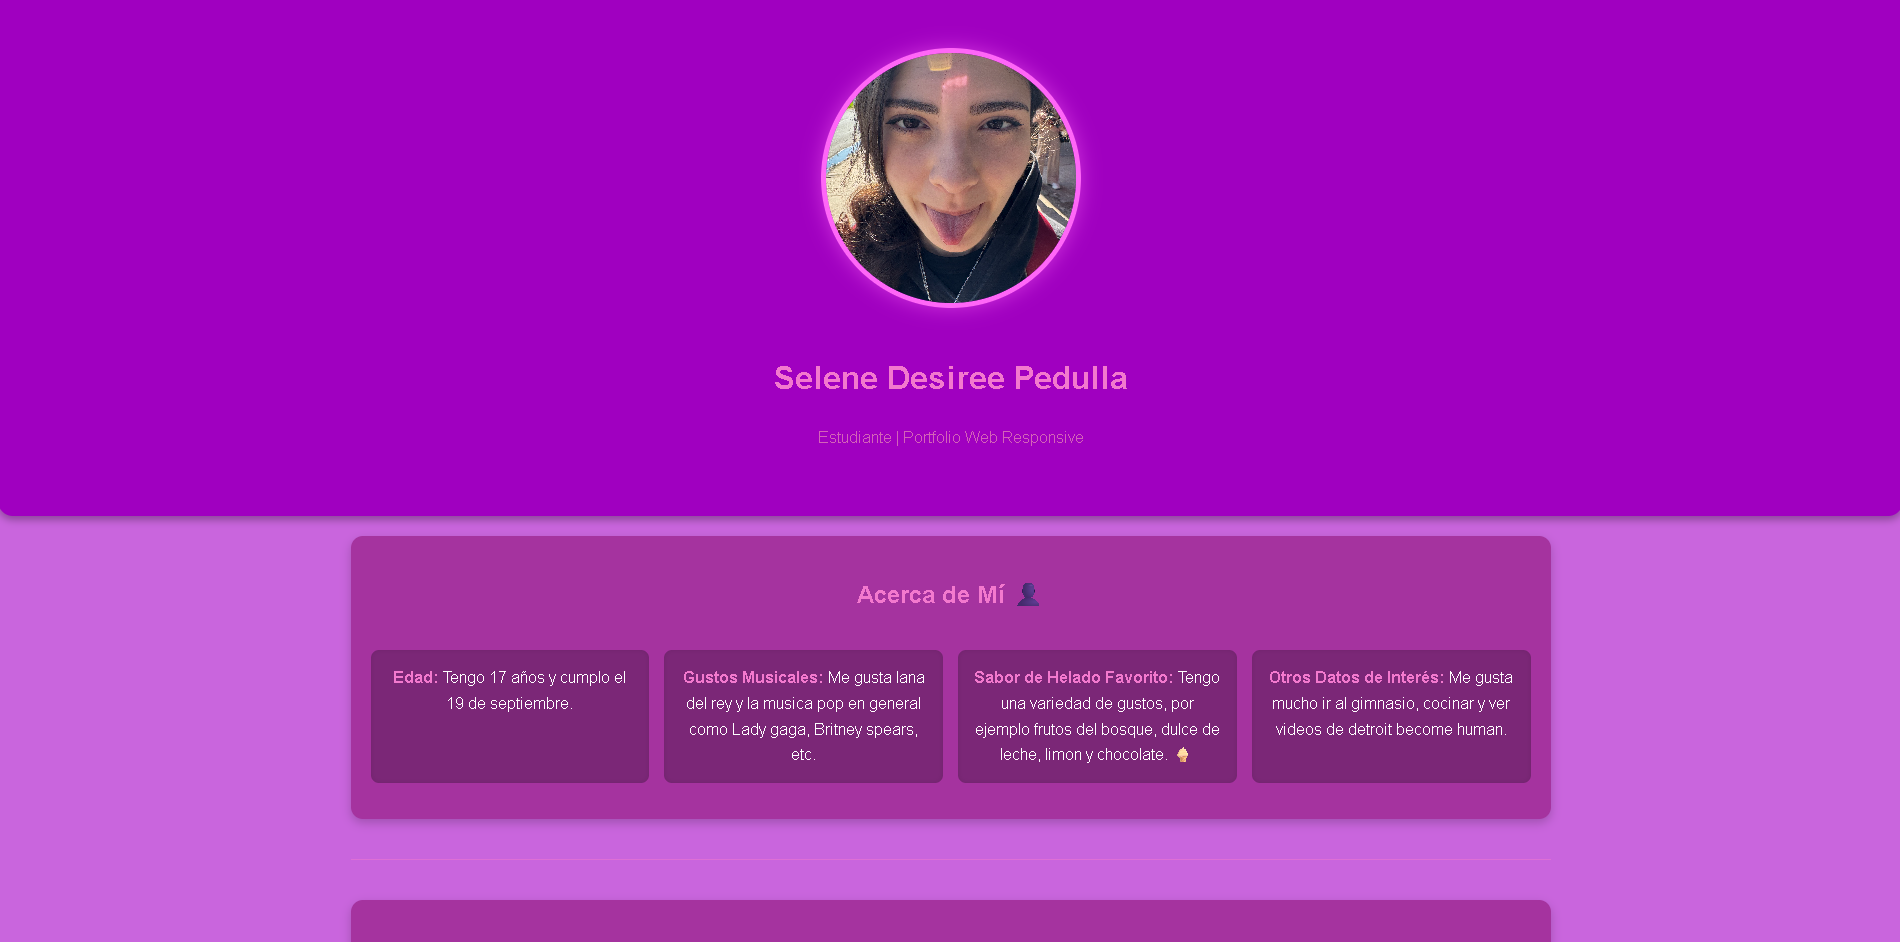 Selene Desiree Pedulla
Estudiante | Portfolio Web Responsive
Acerca de Mí 👤
Edad: Tengo 17 años y cumplo el
19 de septiembre.
Gustos Musicales: Me gusta lana
del rey y la musica pop en general
como Lady gaga, Britney spears,
etc.
Sabor de Helado Favorito: Tengo
una variedad de gustos, por
ejemplo frutos del bosque, dulce de
leche, limon y chocolate. 🍦
Otros Datos de Interés: Me gusta
mucho ir al gimnasio, cocinar y ver
videos de detroit become human.